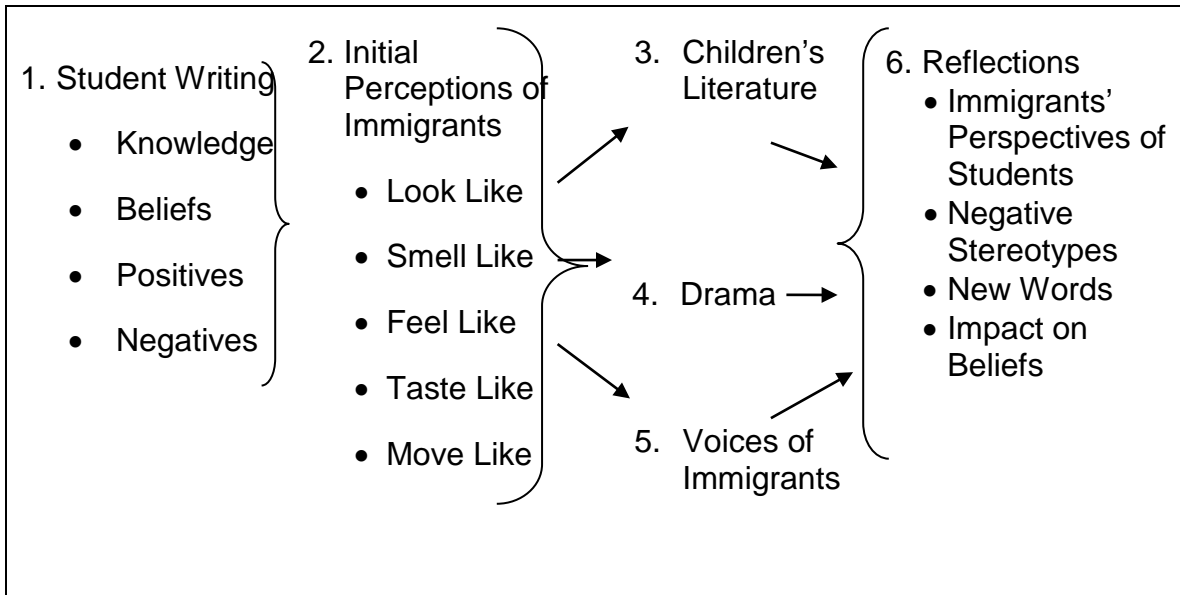 1. Student Writing
• Knowledge
• Beliefs
• Positives
• Negatives
2. Initial
Perceptions of
Immigrants
• Look Like
• Smell Like
• Feel Like
• Taste Like
• Move Like
3. Children’s
Literature
4. Drama
5. Voices of
Immigrants
6. Reflections
• Immigrants’
Perspectives of
Students
• Negative
Stereotypes
• New Words
• Impact on
Beliefs